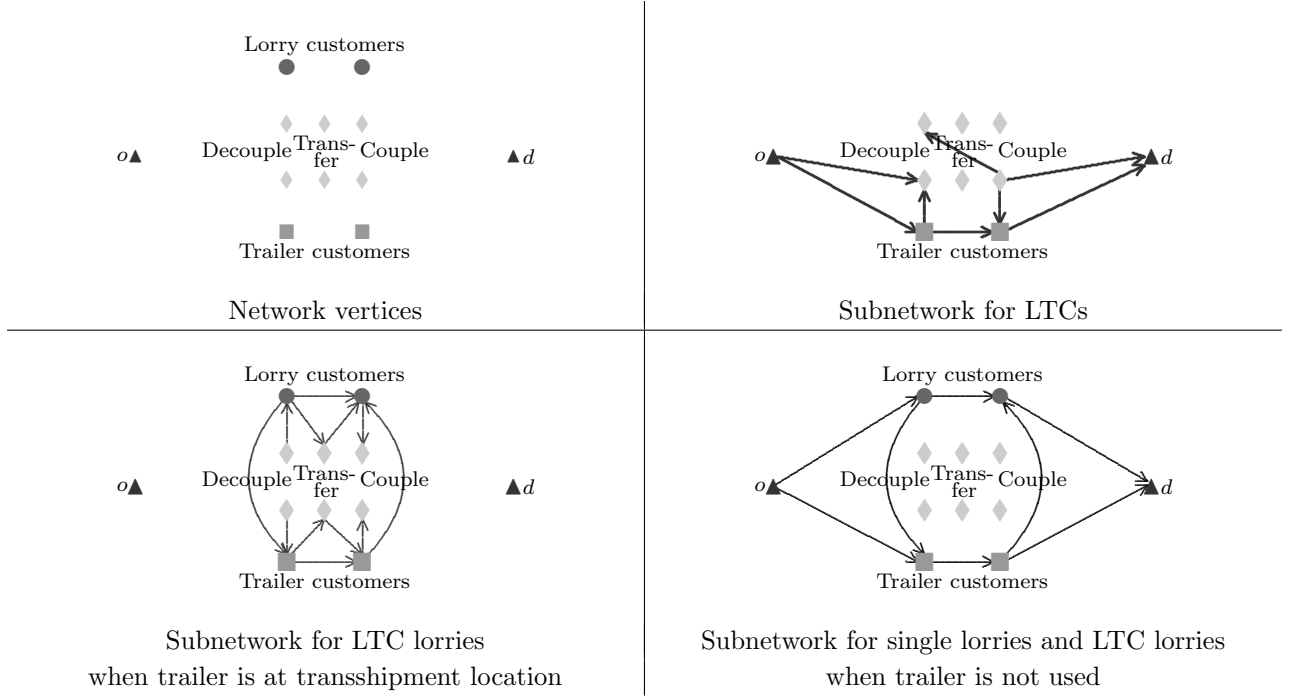 Lorry customers
o
Decouple
Trans-
fer
Couple
d
Trailer customers
Network vertices
o
Decouple
Trans-
fer
Couple
d
Trailer customers
Subnetwork for LTCs
Lorry customers
o
Decouple
Trans-
fer
Couple
d
Trailer customers
Subnetwork for LTC lorries
when trailer is at transshipment location
Lorry customers
o
Decouple
Trans-
fer
Couple
d
Trailer customers
Subnetwork for single lorries and LTC lorries
when trailer is not used